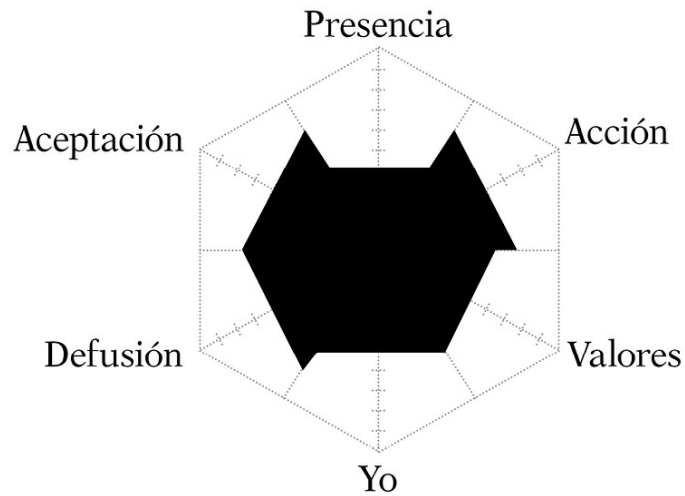 Presencia
Aceptación
Acción
Defusión
Valores
Yo